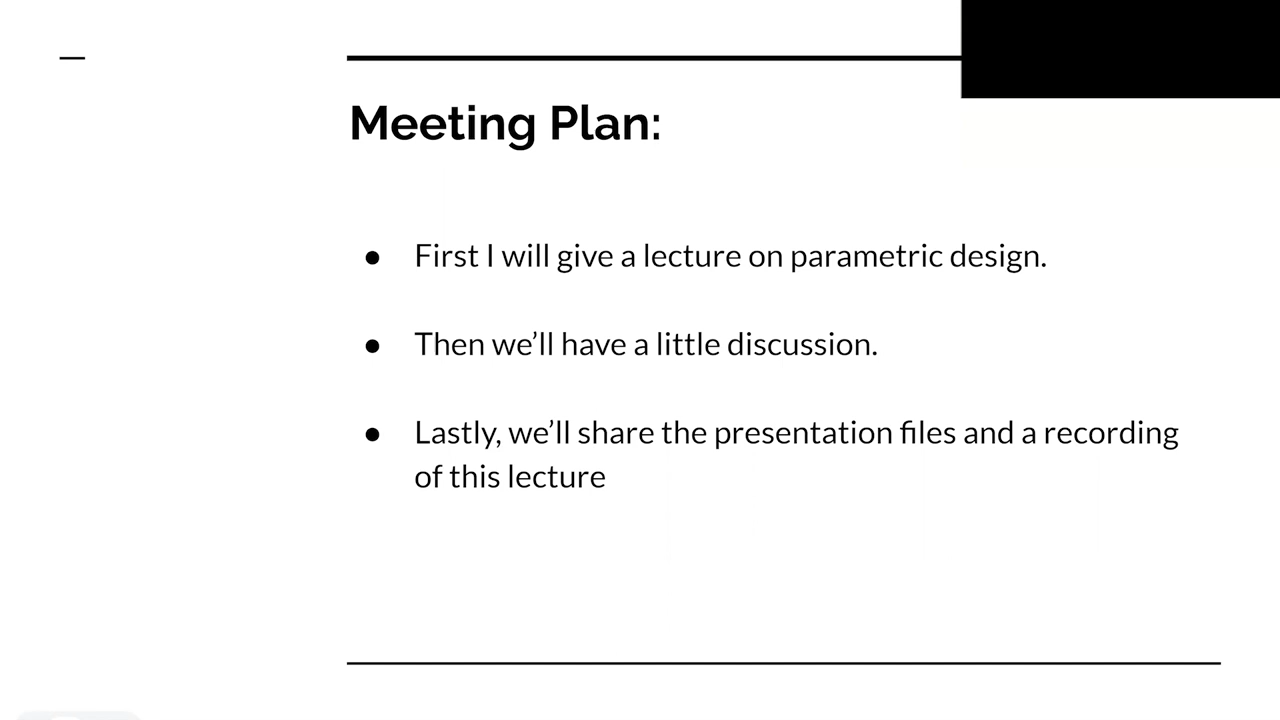 Meeting Plan:
● First I will give a lecture on parametric design.
● Then we’ll have a little discussion.
● Lastly, we’ll share the presentation files and a recording
of this lecture